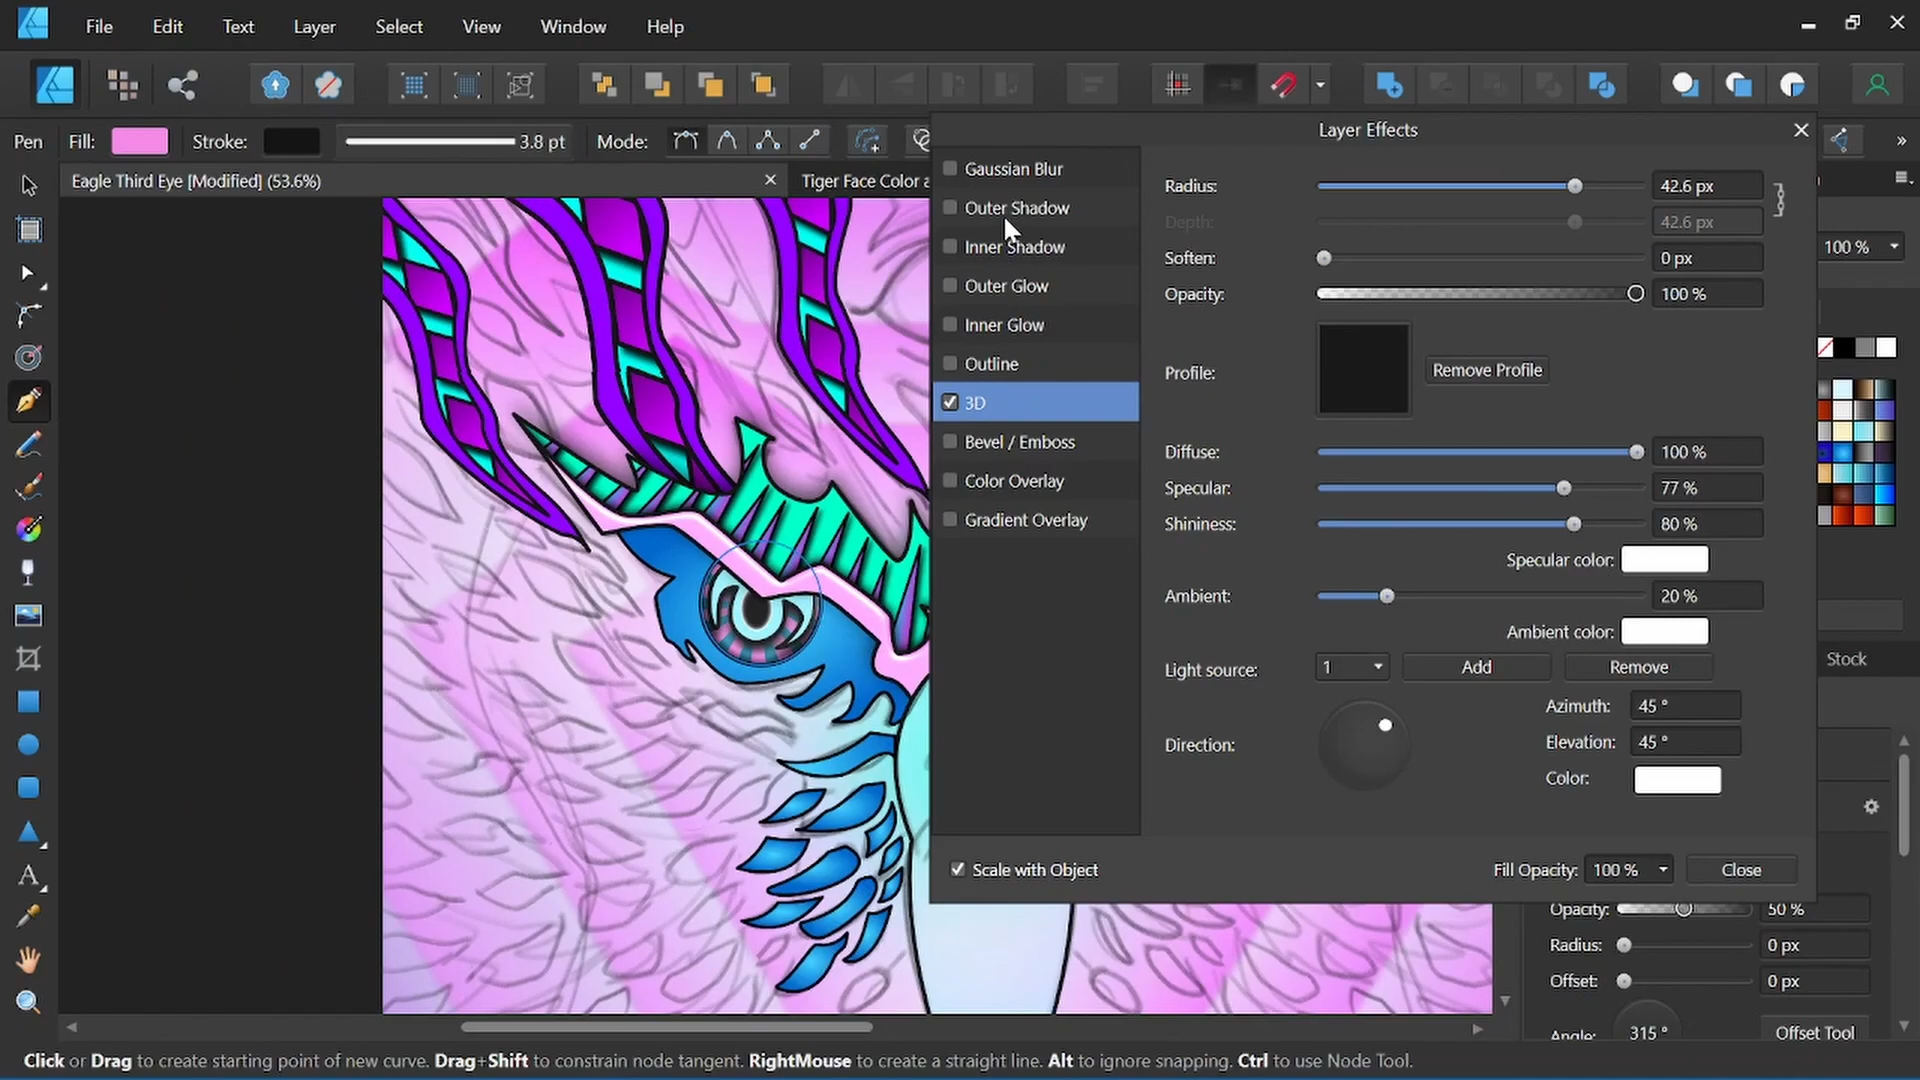 File Edit Text Layer Select View Window Help
Pen Fill: Stroke: 3.8 pt Mode:
Eagle Third Eye [Modified] (53.6%)
Tiger Face Color a
Layer Effects
Gaussian Blur
Outer Shadow
Inner Shadow
Outer Glow
Inner Glow
Outline
3D
Bevel / Emboss
Color Overlay
Gradient Overlay
Radius: 42.6 px
Depth: 42.6 px
Soften: 0 px
Opacity: 100 %
Profile: Remove Profile
Diffuse: 100 %
Specular: 77 %
Shininess: 80 %
Specular color:
Ambient: 20 %
Ambient color:
Light source: 1 Add Remove
Azimuth: 45 °
Direction: Elevation: 45 °
Color:
Scale with Object
Fill Opacity: 100 % Close
100 %
Stock
Opacity: 50 %
Radius: 0 px
Offset: 0 px
Angle: 315 ° Offset Tool
Click or Drag to create starting point of new curve. Drag+Shift to constrain node tangent. RightMouse to create a straight line. Alt to ignore snapping. Ctrl to use Node Tool.